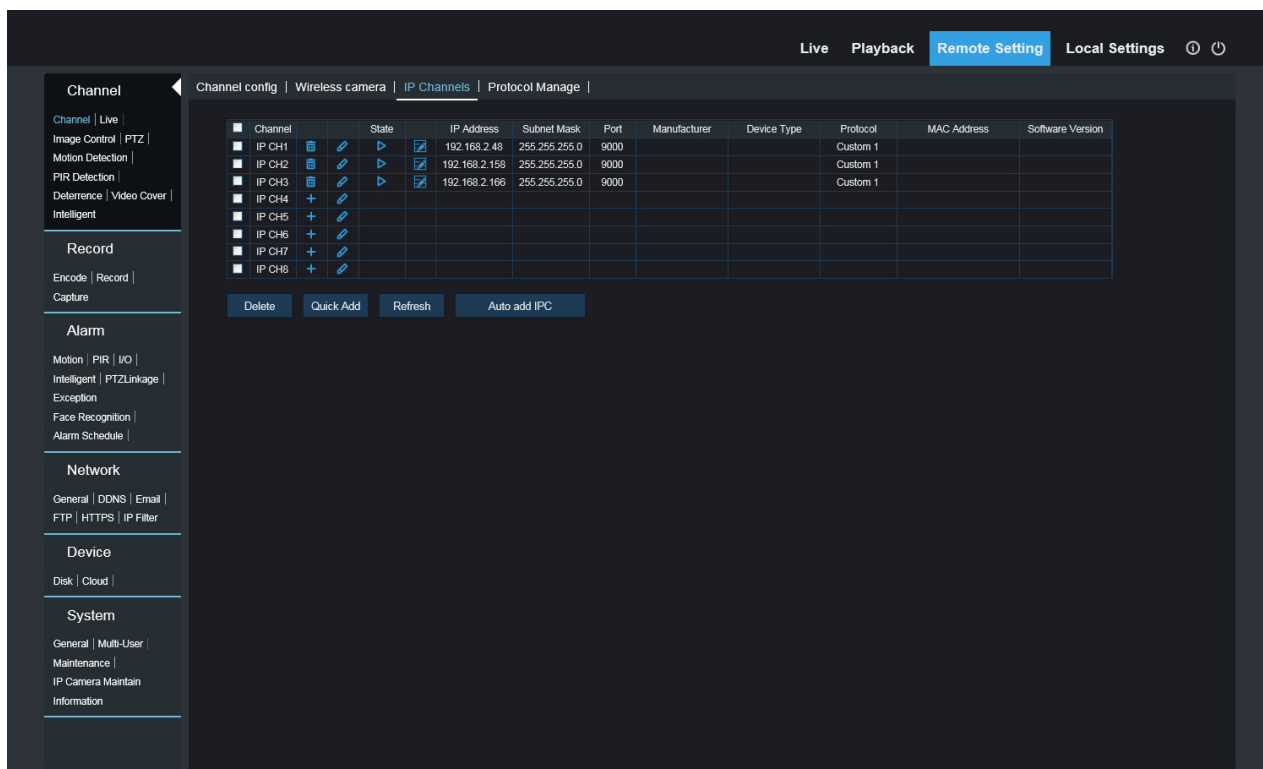 Live Playback Remote Setting Local Settings
Channel
Channel | Live |
Image Control | PTZ |
Motion Detection |
PIR Detection |
Deterrence | Video Cover |
Intelligent
Record
Encode | Record |
Capture
Alarm
Motion | PIR | I/O |
Intelligent | PTZLinkage |
Exception
Face Recognition |
Alarm Schedule |
Network
General | DDNS | Email |
FTP | HTTPS | IP Filter
Device
Disk | Cloud |
System
General | Multi-User |
Maintenance |
IP Camera Maintain
Information
Channel config | Wireless camera | IP Channels | Protocol Manage |
Channel State IP Address Subnet Mask Port Manufacturer Device Type Protocol MAC Address Software Version
IP CH1 192.168.2.48 255.255.255.0 9000 Custom 1
IP CH2 192.168.2.158 255.255.255.0 9000 Custom 1
IP CH3 192.168.2.166 255.255.255.0 9000 Custom 1
IP CH4
IP CH5
IP CH6
IP CH7
IP CH8
Delete Quick Add Refresh Auto add IPC